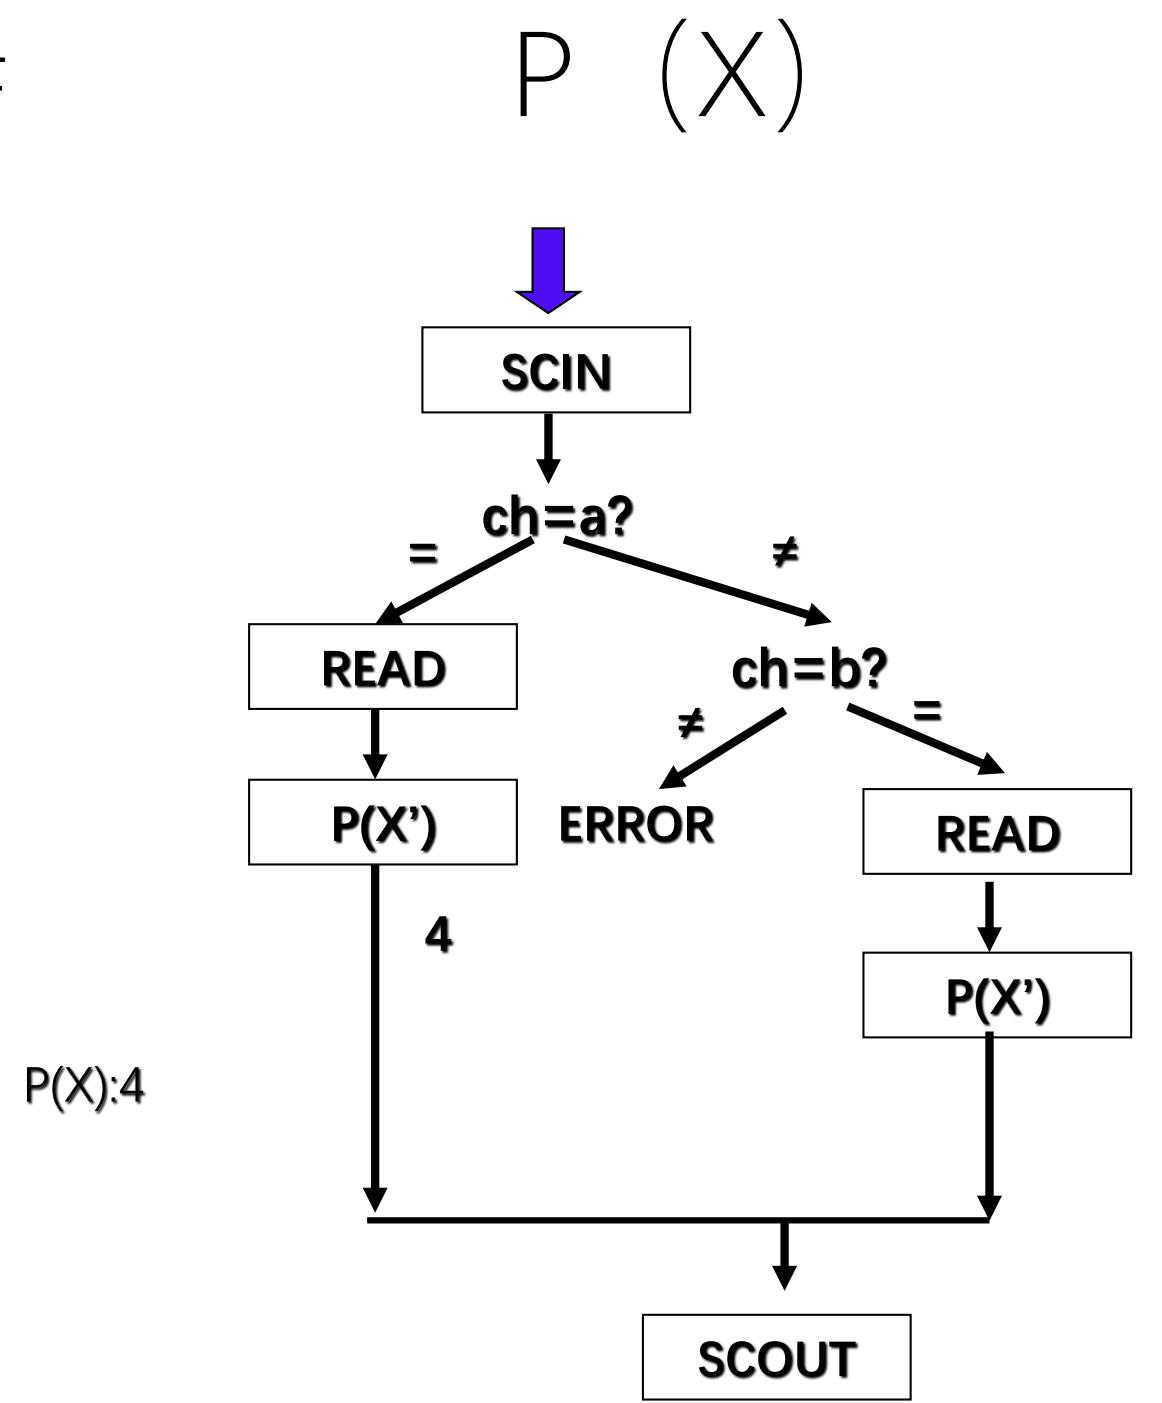 P (X)
SCIN
ch=a?
= ≠
READ
ch=b?
≠ =
P(X’)
ERROR
READ
4
P(X’)
P(X):4
SCOUT